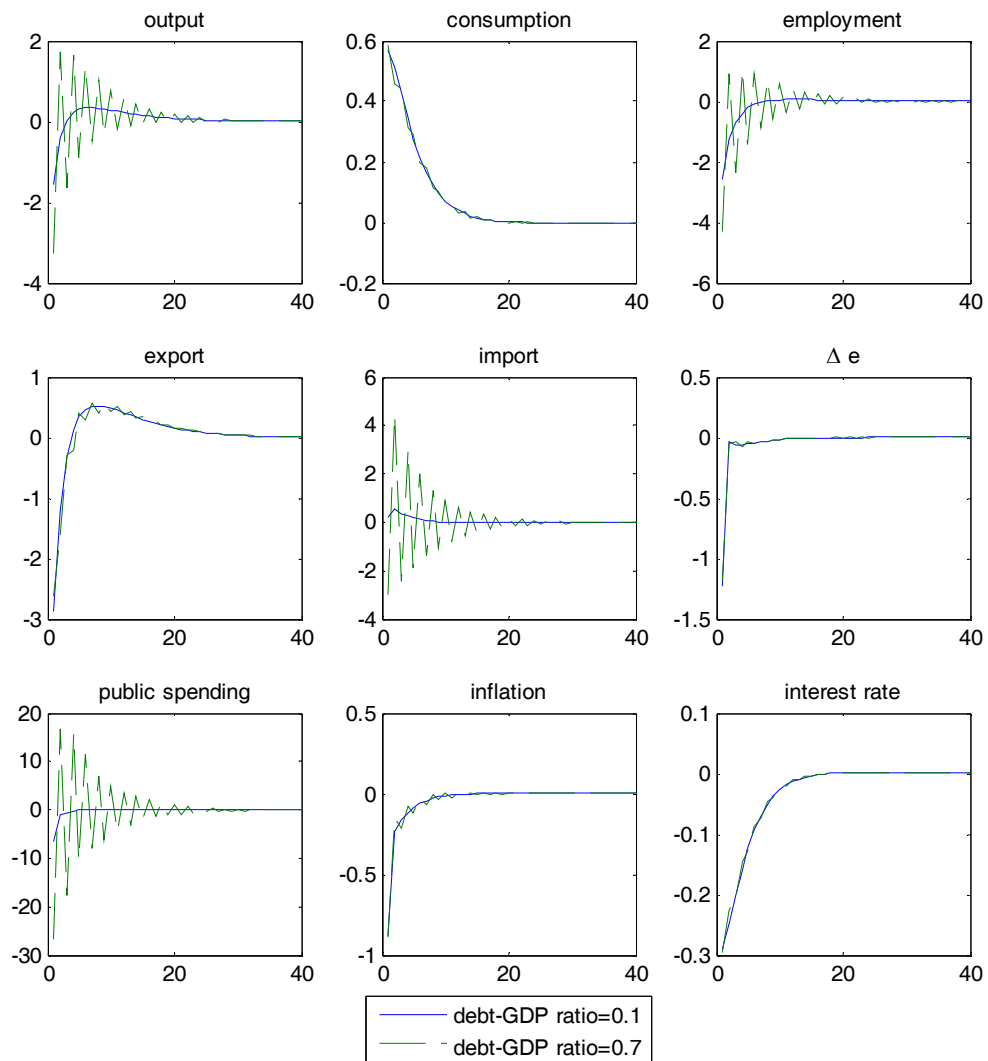 output
consumption
employment
2
0
-2
-4
0 20 40
0.6
0.4
0.2
0
-0.2
0 20 40
2
0
-2
-4
-6
0 20 40
export
import
Δ e
1
0
-1
-2
-3
0 20 40
6
4
2
0
-2
-4
0 20 40
0.5
0
-0.5
-1
-1.5
0 20 40
public spending
inflation
interest rate
20
10
0
-10
-20
-30
0 20 40
0.5
0
-0.5
-1
0 20 40
0.1
0
-0.1
-0.2
-0.3
0 20 40
debt-GDP ratio=0.1
debt-GDP ratio=0.7